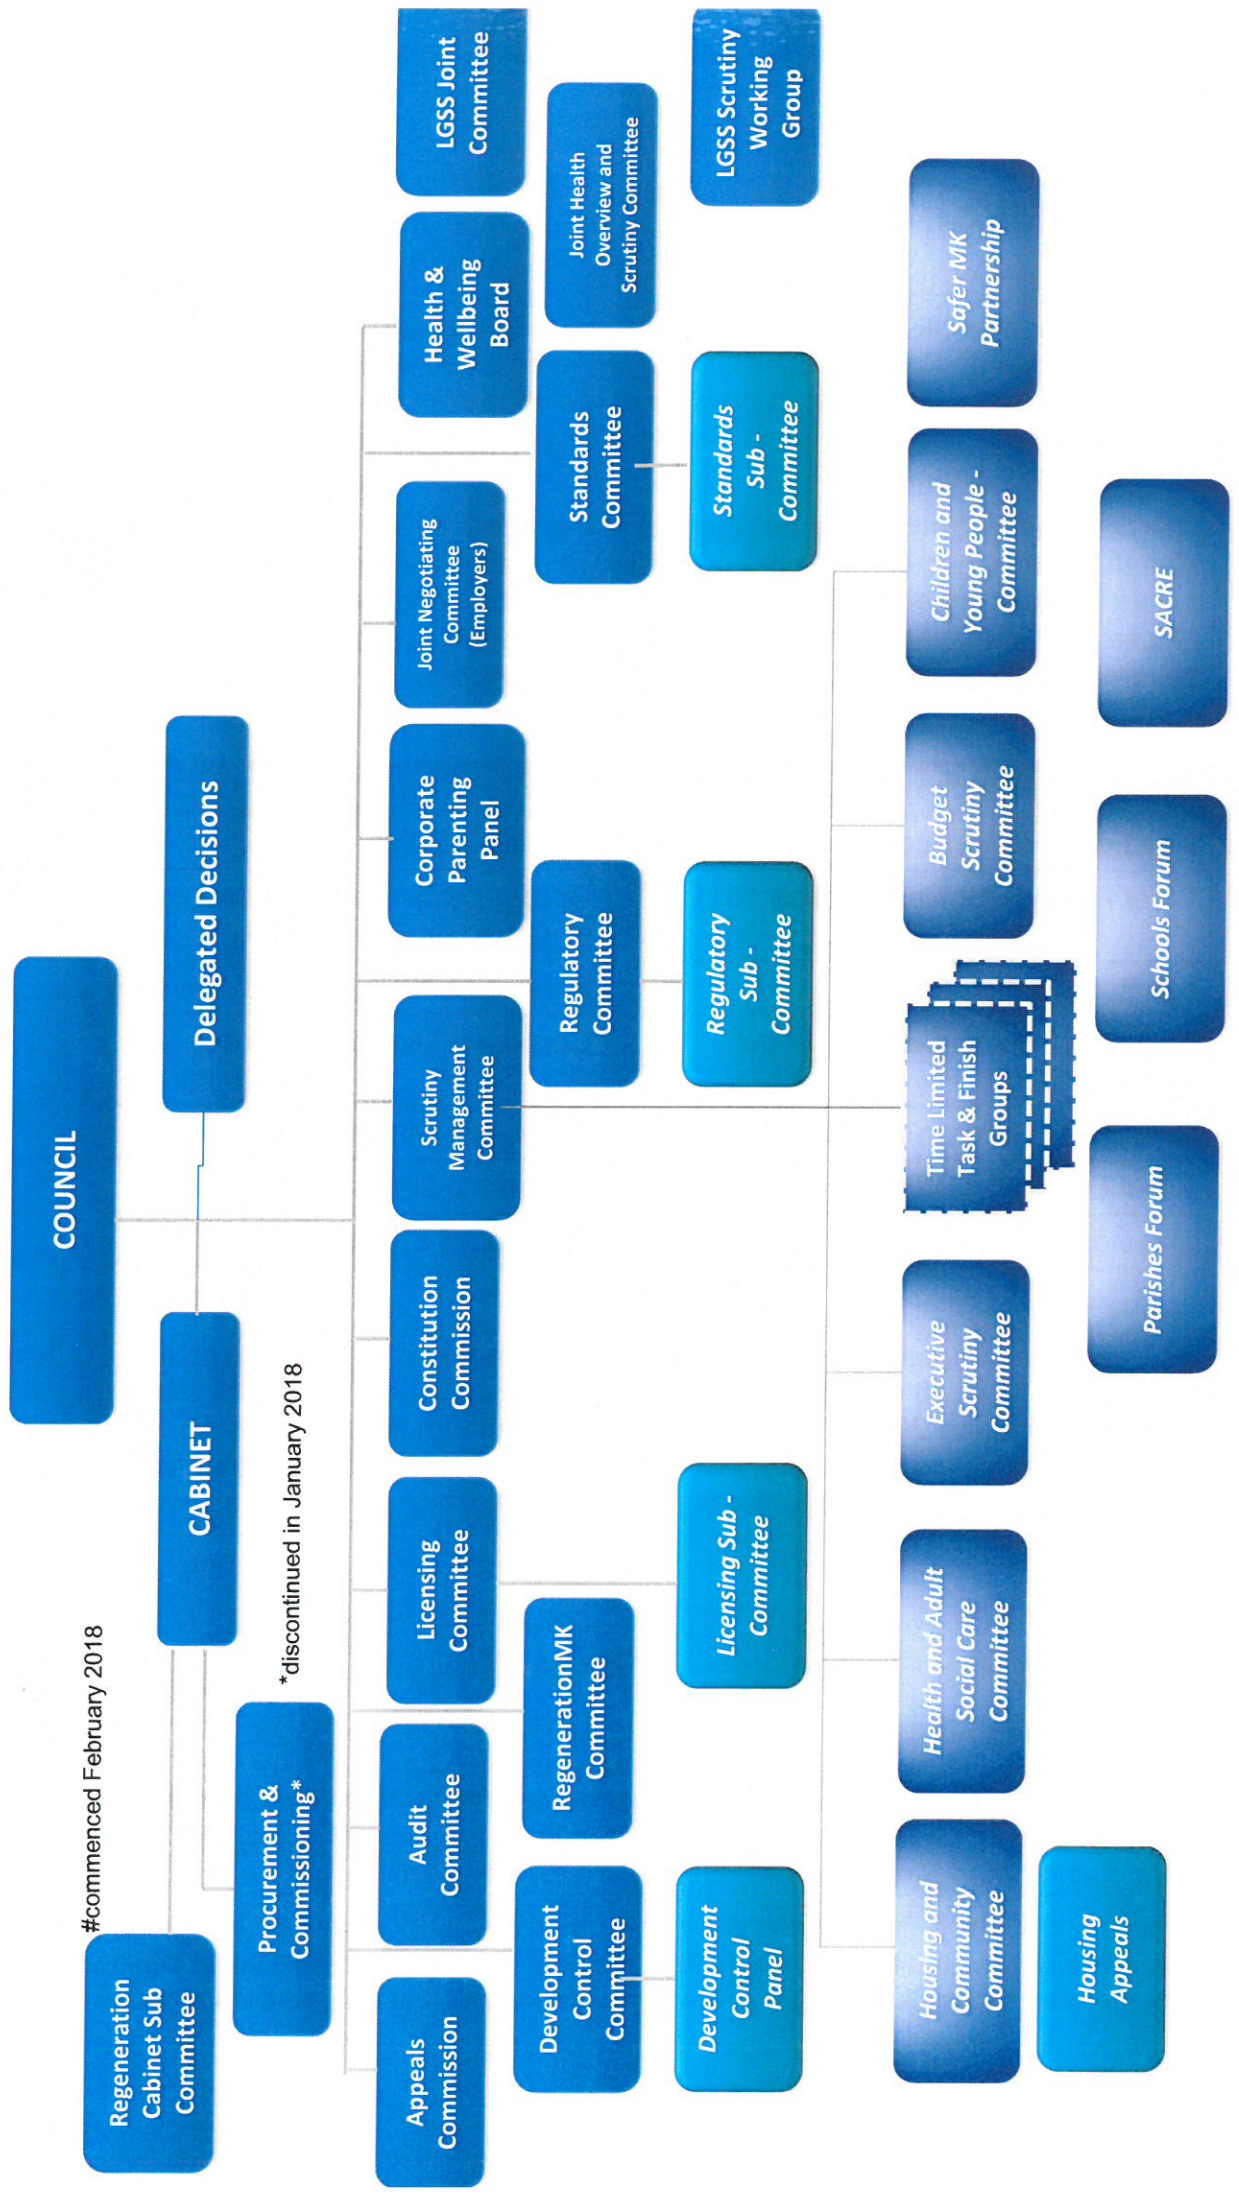 COUNCIL
#commenced February 2018
Regeneration
Cabinet Sub
Committee
CABINET
Delegated Decisions
Procurement &
Commissioning*
*discontinued in January 2018
Appeals
Commission
Audit
Committee
Licensing
Committee
Constitution
Commission
Scrutiny
Management
Committee
Corporate
Parenting
Panel
Joint Negotiating
Committee
(Employers)
Health &
Wellbeing
Board
LGSS Joint
Committee
Development
Control
Committee
RegenerationMK
Committee
Regulatory
Committee
Standards
Committee
Joint Health
Overview and
Scrutiny Committee
Development
Control
Panel
Licensing Sub -
Committee
Regulatory
Sub -
Committee
Standards
Sub -
Committee
LGSS Scrutiny
Working
Group
Housing and
Community
Committee
Health and Adult
Social Care
Committee
Executive
Scrutiny
Committee
Time Limited
Task & Finish
Groups
Budget
Scrutiny
Committee
Children and
Young People -
Committee
Safer MK
Partnership
Housing
Appeals
Parishes Forum
Schools Forum
SACRE